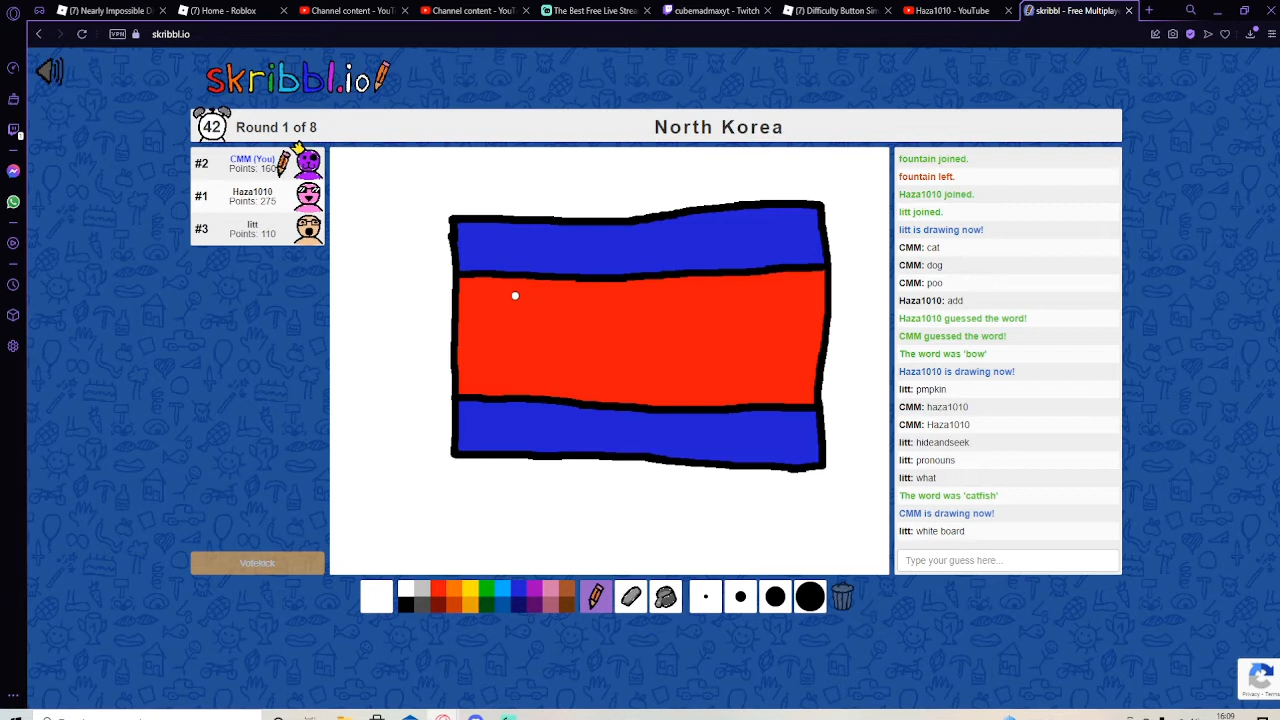 Nearly Impossible D
Home - Roblox
Channel content - YouT
Channel content - YouT
The Best Free Live Strea
cubemadmaxyt - Twitch
Difficulty Button Sin
Haza1010 - YouTube
skribbl - Free Multiplay
VPN
skribbl.io
skribbl.io
42
Round 1 of 8
North Korea
#2
CMM (You)
Points: 160
#1
Haza1010
Points: 275
#3
litt
Points: 110
fountain joined.
fountain left.
Haza1010 joined.
litt joined.
litt is drawing now!
CMM: cat
CMM: dog
CMM: poo
Haza1010: add
Haza1010 guessed the word!
CMM guessed the word!
The word was 'bow'
Haza1010 is drawing now!
litt: pmpkin
CMM: haza1010
CMM: Haza1010
litt: hideandseek
litt: pronouns
litt: what
The word was 'catfish'
CMM is drawing now!
litt: white board
Votekick
Type your guess here...
Privacy - Terms
16:09